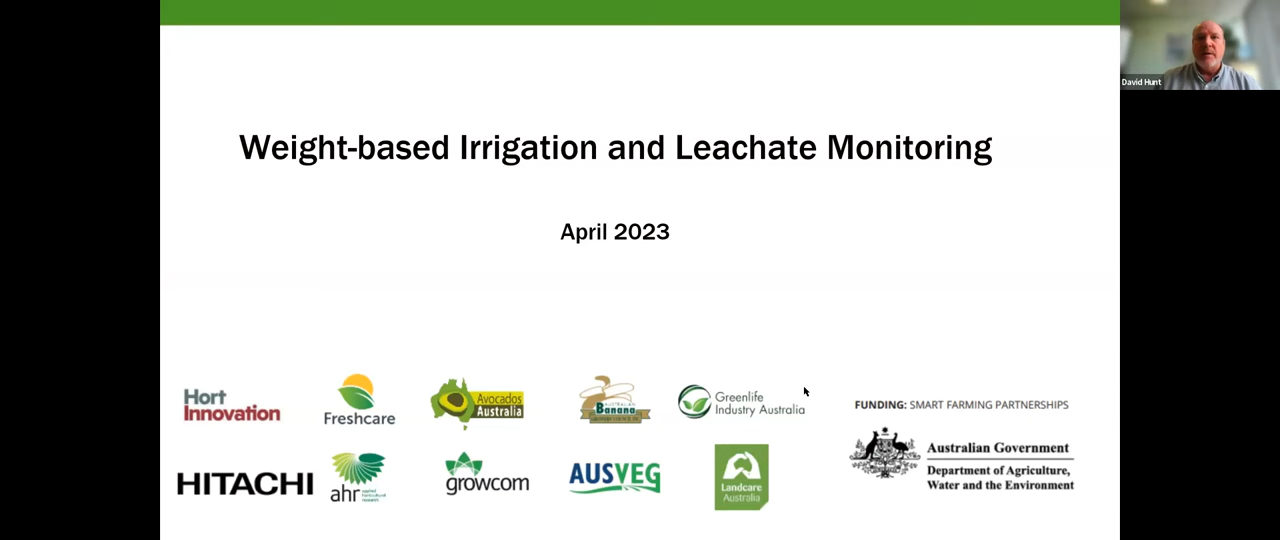 David Hunt
Weight-based Irrigation and Leachate Monitoring
April 2023
Hort
Innovation
Freshcare
Avocados
Australia
Banana
Greenlife
Industry Australia
FUNDING: SMART FARMING PARTNERSHIPS
HITACHI
ahr
growcom
AUSVEG
Landcare
Australia
Australian Government
Department of Agriculture,
Water and the Environment